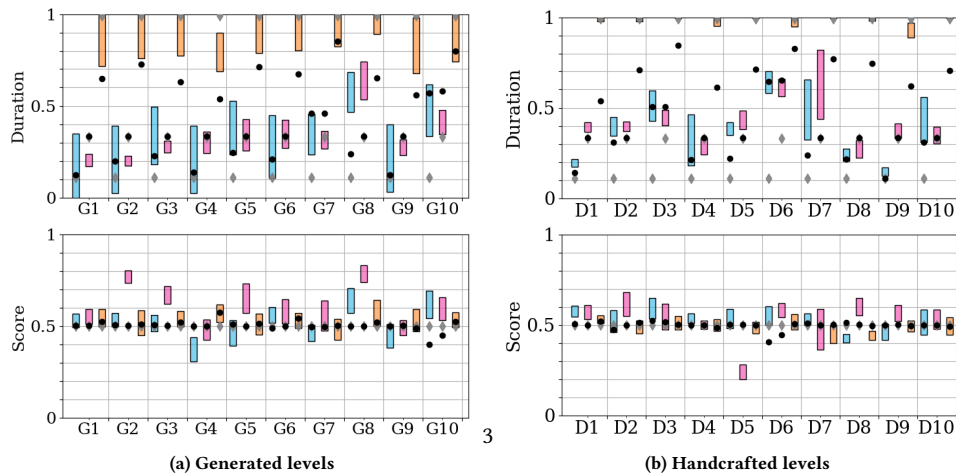 1
Duration
0.5
0
G1 G2 G3 G4 G5 G6 G7 G8 G9 G10
1
Score
0.5
0
G1 G2 G3 G4 G5 G6 G7 G8 G9 G10
(a) Generated levels
3
1
Duration
0.5
0
D1 D2 D3 D4 D5 D6 D7 D8 D9 D10
1
Score
0.5
0
D1 D2 D3 D4 D5 D6 D7 D8 D9 D10
(b) Handcrafted levels